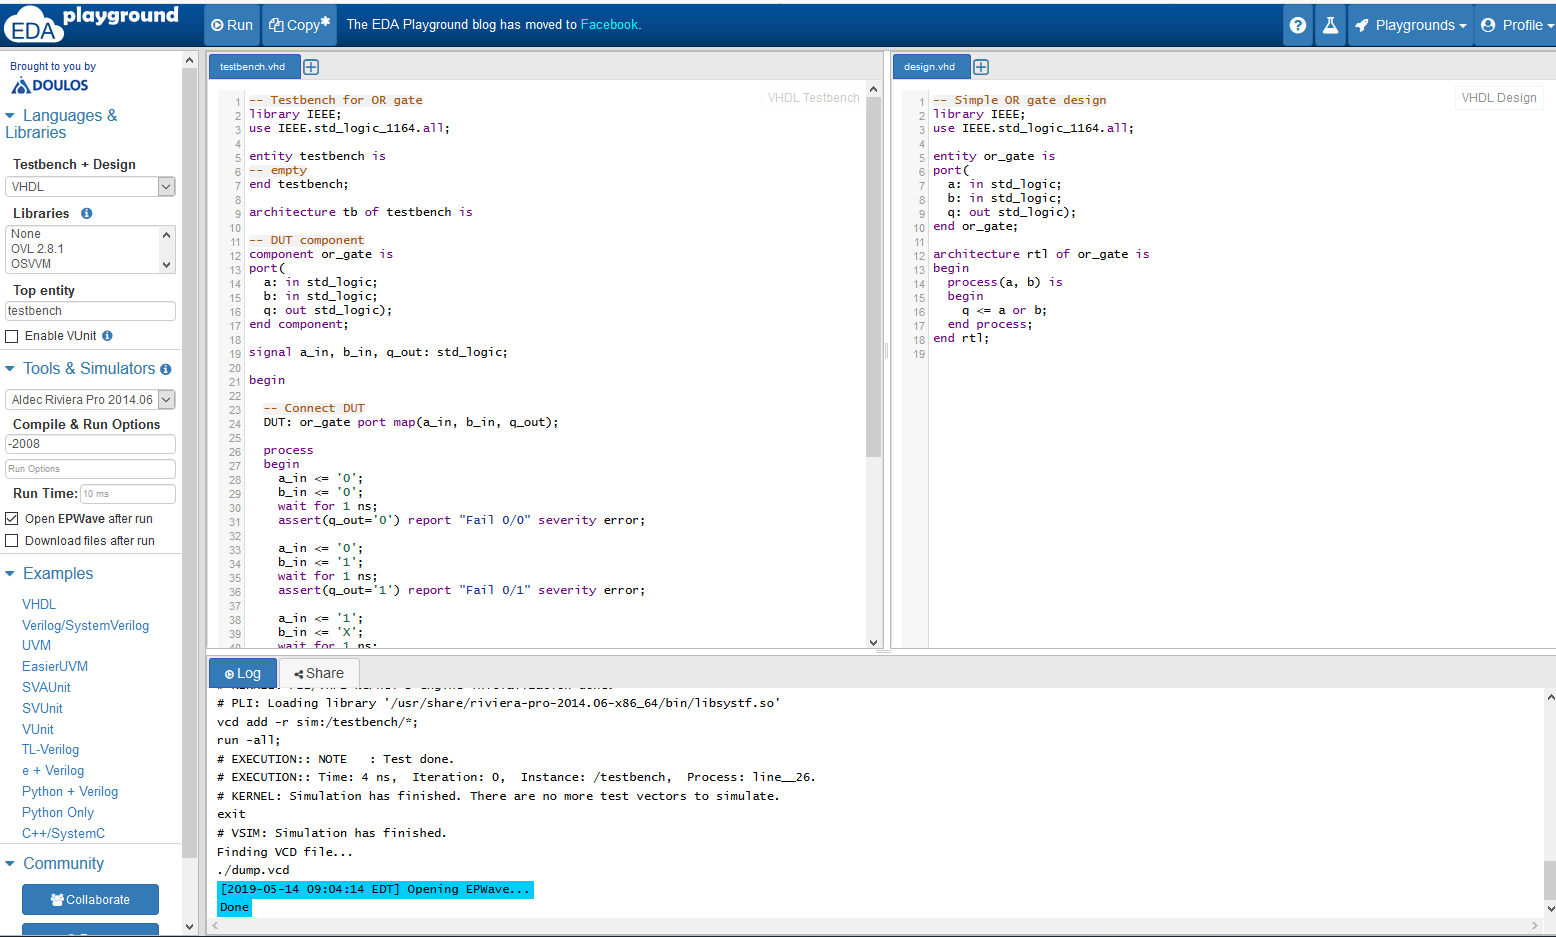 EDA playground
Run
Copy*
The EDA Playground blog has moved to Facebook.
?
Playgrounds
Profile
Brought to you by
DOULOS
Languages &
Libraries
Testbench + Design
VHDL
Libraries
None
OVL 2.8.1
OSVVM
Top entity
testbench
Enable VUnit
Tools & Simulators
Aldec Riviera Pro 2014.06
Compile & Run Options
-2008
Run Options
Run Time: 10 ms
Open EPWave after run
Download files after run
Examples
VHDL
Verilog/SystemVerilog
UVM
EasierUVM
SVAUnit
SVUnit
VUnit
TL-Verilog
e + Verilog
Python + Verilog
Python Only
C++/SystemC
Community
Collaborate
testbench.vhd
VHDL Testbench
1 -- Testbench for OR gate
2 library IEEE;
3 use IEEE.std_logic_1164.all;
4
5 entity testbench is
6 -- empty
7 end testbench;
8
9 architecture tb of testbench is
10
11 -- DUT component
12 component or_gate is
13 port(
14   a: in std_logic;
15   b: in std_logic;
16   q: out std_logic);
17 end component;
18
19 signal a_in, b_in, q_out: std_logic;
20
21 begin
22
23   -- Connect DUT
24   DUT: or_gate port map(a_in, b_in, q_out);
25
26   process
27   begin
28     a_in <= '0';
29     b_in <= '0';
30     wait for 1 ns;
31     assert(q_out='0') report "Fail 0/0" severity error;
32
33     a_in <= '0';
34     b_in <= '1';
35     wait for 1 ns;
36     assert(q_out='1') report "Fail 0/1" severity error;
37
38     a_in <= '1';
39     b_in <= 'X';
40     wait for 1 ns;
design.vhd
VHDL Design
1 -- Simple OR gate design
2 library IEEE;
3 use IEEE.std_logic_1164.all;
4
5 entity or_gate is
6 port(
7   a: in std_logic;
8   b: in std_logic;
9   q: out std_logic);
10 end or_gate;
11
12 architecture rtl of or_gate is
13 begin
14   process(a, b) is
15   begin
16     q <= a or b;
17   end process;
18 end rtl;
19
Log
Share
# PLI: Loading library '/usr/share/riviera-pro-2014.06-x86_64/bin/libsystf.so'
vcd add -r sim:/testbench/*;
run -all;
# EXECUTION:: NOTE   : Test done.
# EXECUTION:: Time: 4 ns,  Iteration: 0,  Instance: /testbench,  Process: line__26.
# KERNEL: Simulation has finished. There are no more test vectors to simulate.
exit
# VSIM: Simulation has finished.
Finding VCD file...
./dump.vcd
[2019-05-14 09:04:14 EDT] Opening EPWave...
Done